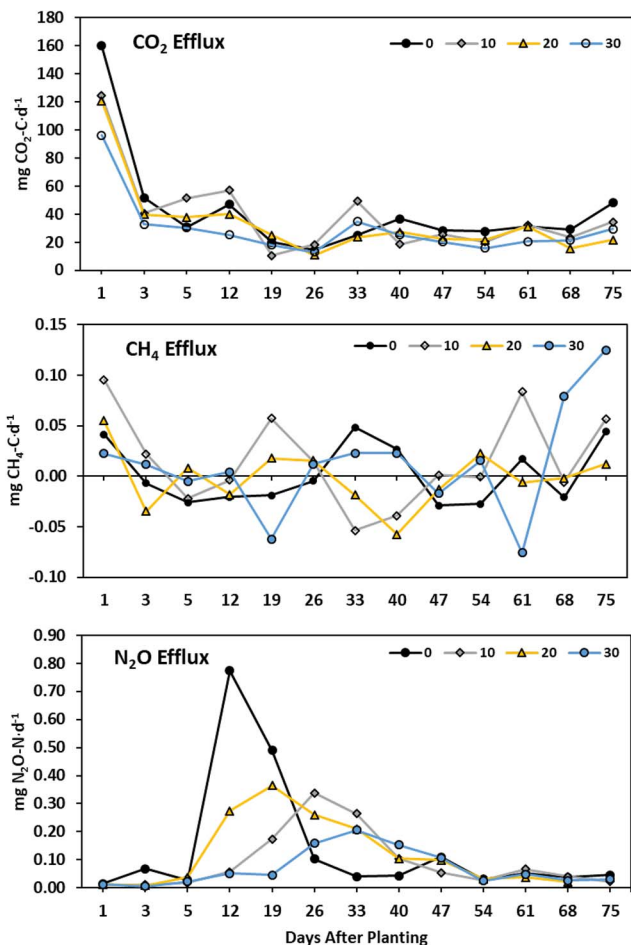 CO₂ Efflux
0 10 20 30
mg CO₂-C·d⁻¹
180
160
140
120
100
80
60
40
20
0
1 3 5 12 19 26 33 40 47 54 61 68 75
CH₄ Efflux
0 10 20 30
mg CH₄-C·d⁻¹
0.15
0.10
0.05
0.00
-0.05
-0.10
1 3 5 12 19 26 33 40 47 54 61 68 75
N₂O Efflux
0 10 20 30
mg N₂O-N·d⁻¹
0.90
0.80
0.70
0.60
0.50
0.40
0.30
0.20
0.10
0.00
1 3 5 12 19 26 33 40 47 54 61 68 75
Days After Planting